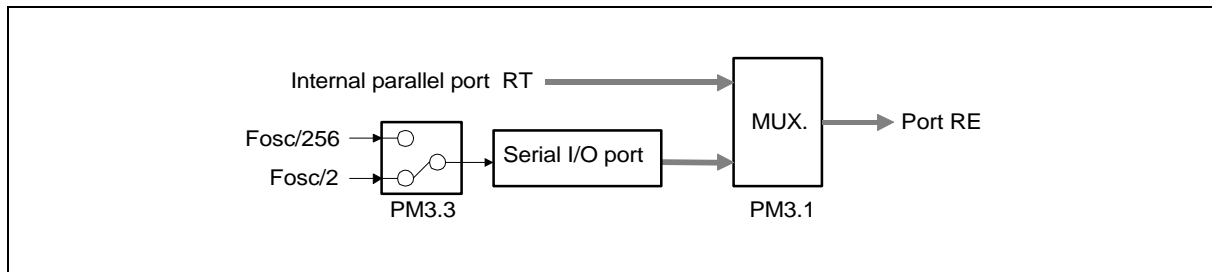 Internal parallel port RT
Fosc/256
Fosc/2
PM3.3
Serial I/O port
MUX.
PM3.1
Port RE